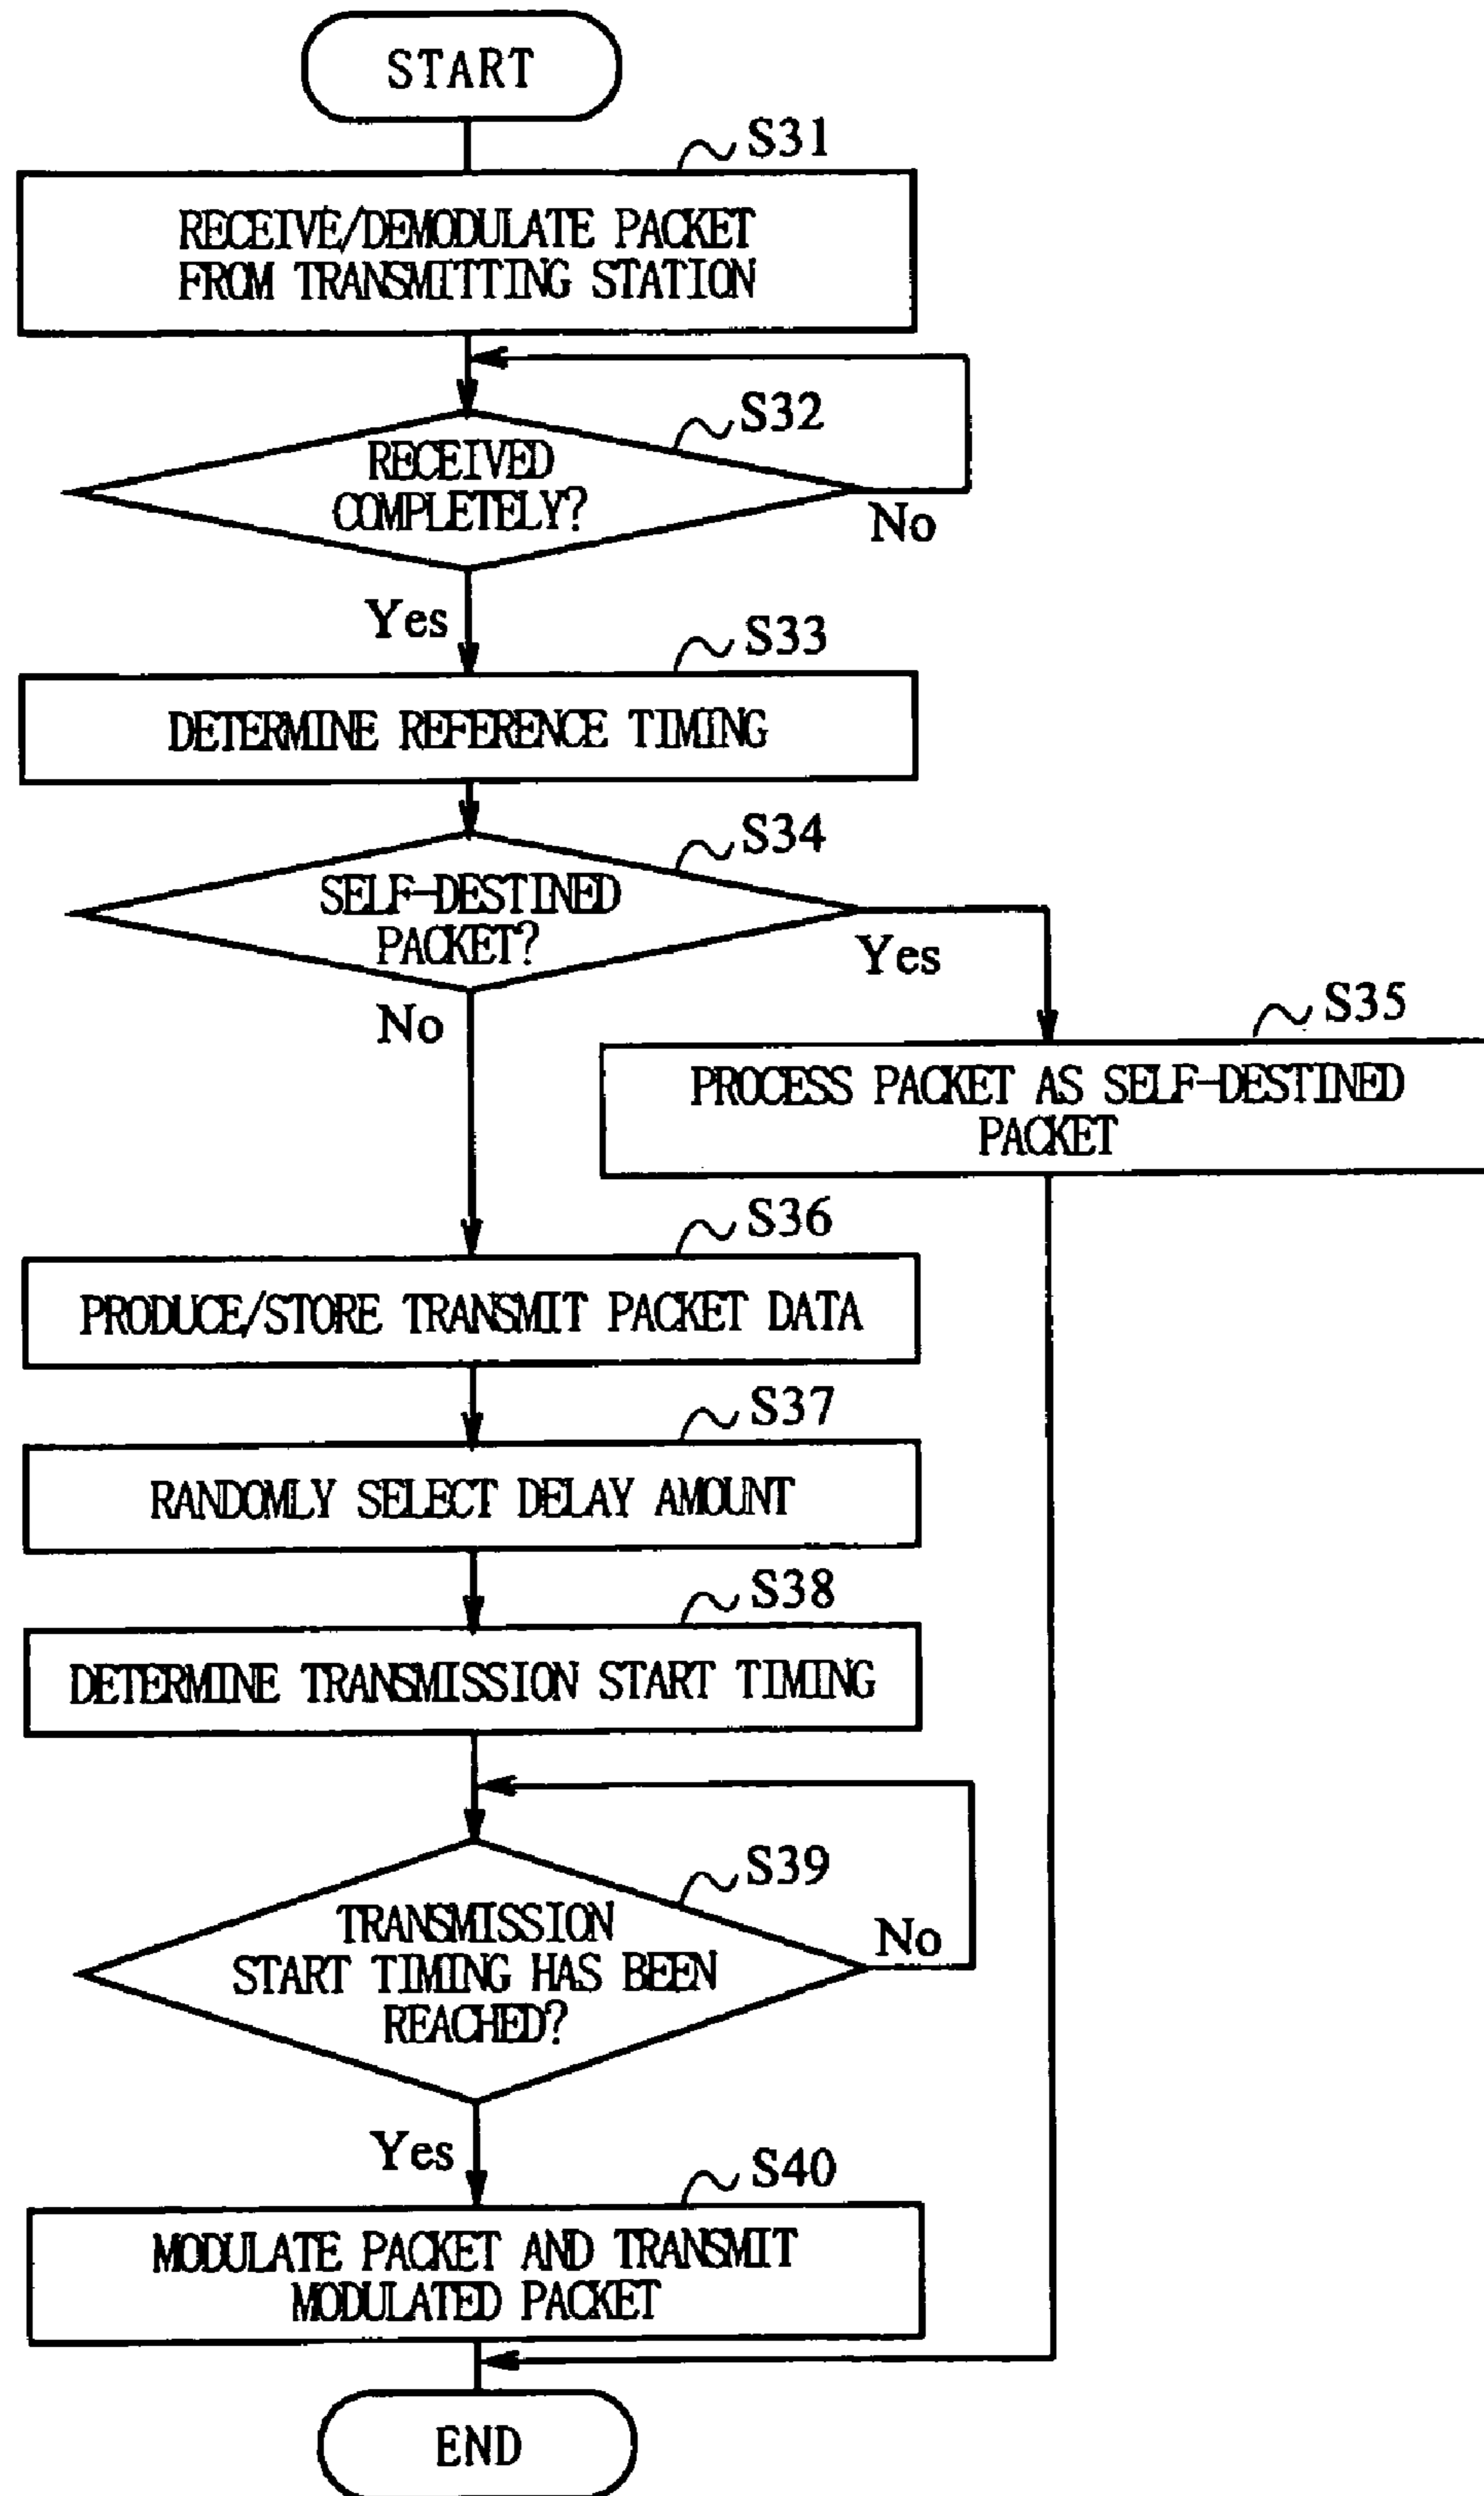 START
S31
RECEIVE/DEMODULATE PACKET
FROM TRANSMITTING STATION
S32
RECEIVED
COMPLETELY?
No
Yes
S33
DETERMINE REFERENCE TIMING
S34
SELF-DESTINED
PACKET?
Yes
No
S35
PROCESS PACKET AS SELF-DESTINED
PACKET
S36
PRODUCE/STORE TRANSMIT PACKET DATA
S37
RANDOMLY SELECT DELAY AMOUNT
S38
DETERMINE TRANSMISSION START TIMING
S39
TRANSMISSION
START TIMING HAS BEEN
REACHED?
No
Yes
S40
MODULATE PACKET AND TRANSMIT
MODULATED PACKET
END